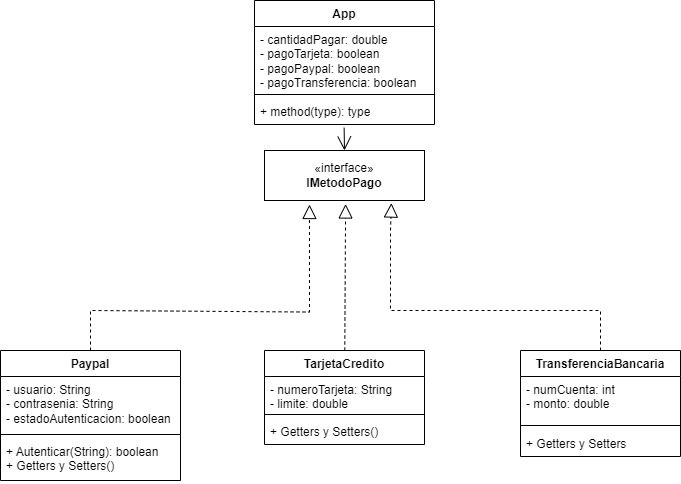 App
- cantidadPagar: double
- pagoTarjeta: boolean
- pagoPaypal: boolean
- pagoTransferencia: boolean
+ method(type): type
«interface»
IMetodoPago
Paypal
- usuario: String
- contrasenia: String
- estadoAutenticacion: boolean
+ Autenticar(String): boolean
+ Getters y Setters()
TarjetaCredito
- numeroTarjeta: String
- limite: double
+ Getters y Setters()
TransferenciaBancaria
- numCuenta: int
- monto: double
+ Getters y Setters